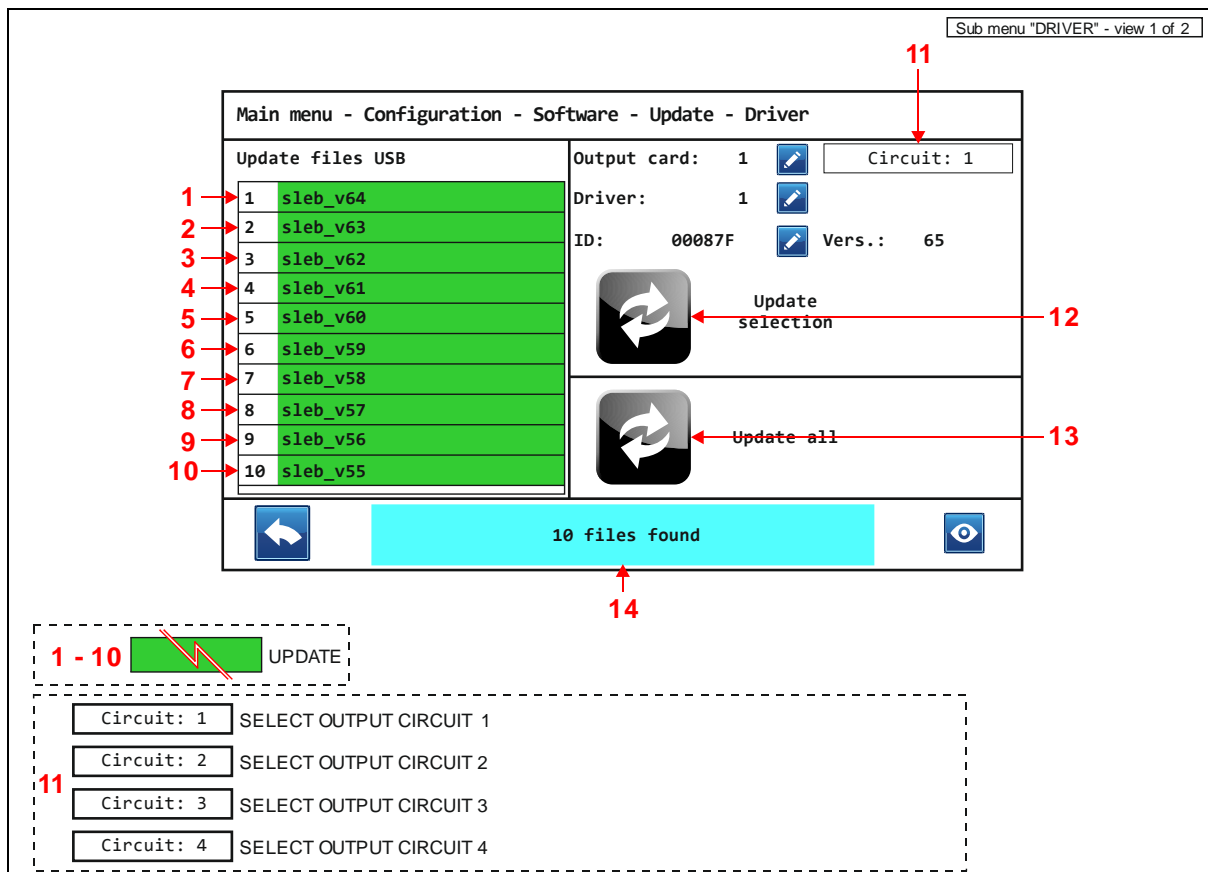 Sub menu "DRIVER" - view 1 of 2
11
Main menu - Configuration - Software - Update - Driver
Update files USB
1 1 sleb_v64
2 2 sleb_v63
3 3 sleb_v62
4 4 sleb_v61
5 5 sleb_v60
6 6 sleb_v59
7 7 sleb_v58
8 8 sleb_v57
9 9 sleb_v56
10 10 sleb_v55
Output card: 1 Circuit: 1
Driver: 1
ID: 00087F Vers.: 65
Update
selection
12
Update all
13
10 files found
14
1 - 10 UPDATE
11
Circuit: 1 SELECT OUTPUT CIRCUIT 1
Circuit: 2 SELECT OUTPUT CIRCUIT 2
Circuit: 3 SELECT OUTPUT CIRCUIT 3
Circuit: 4 SELECT OUTPUT CIRCUIT 4